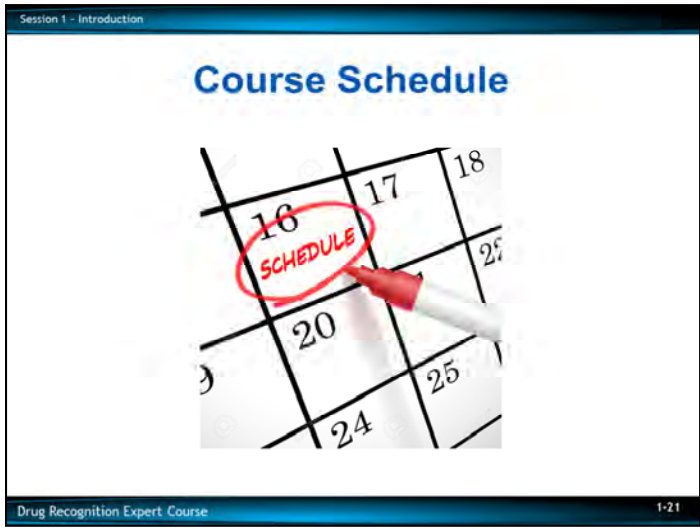 Session 1 - Introduction
Course Schedule
16
17
18
SCHEDULE
20
24
25
Drug Recognition Expert Course
1-21